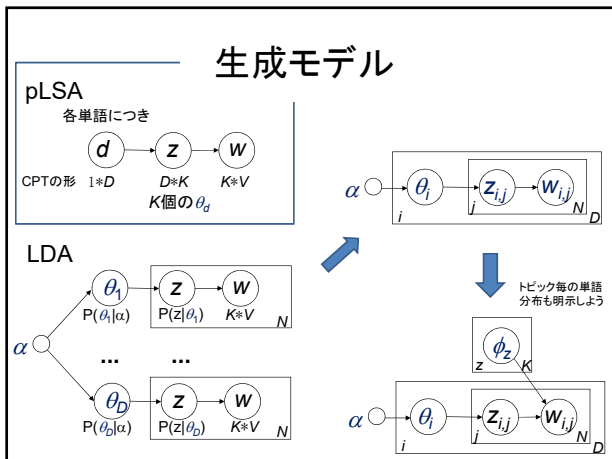 生成モデル
pLSA
各単語につき
d z w
CPTの形 1*D D*K K*V
K個のθd
LDA
α
θ1 z w
P(θ1|α) P(z|θ1) K*V N
... ...
θD z w
P(θD|α) P(z|θD) K*V N
α θi zi,j wi,j
i j N D
トピック毎の単語
分布も明示しよう
φz
z K
α θi zi,j wi,j
i j N D